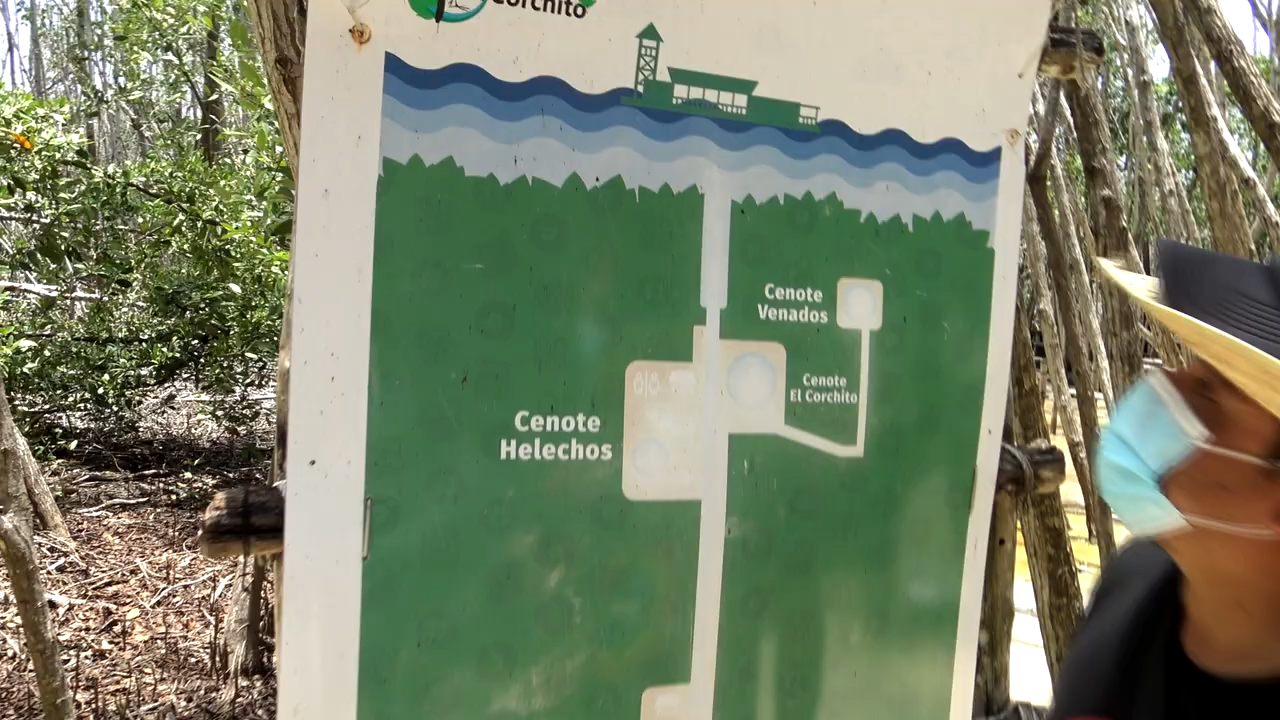 Corchito
Cenote
Venados
Cenote
El Corchito
Cenote
Helechos